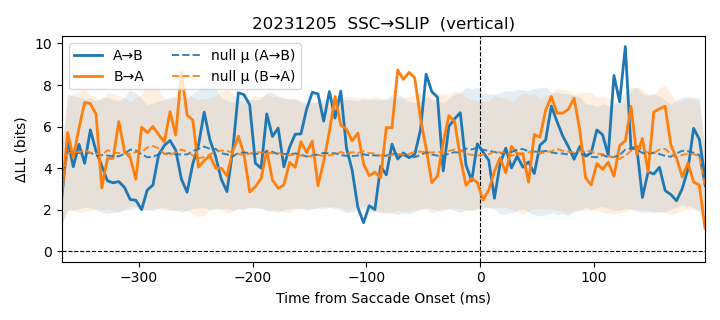 20231205  SSC→SLIP  (vertical)
A→B
B→A
null μ (A→B)
null μ (B→A)
ΔLL (bits)
10
8
6
4
2
0
−300
−200
−100
0
100
Time from Saccade Onset (ms)